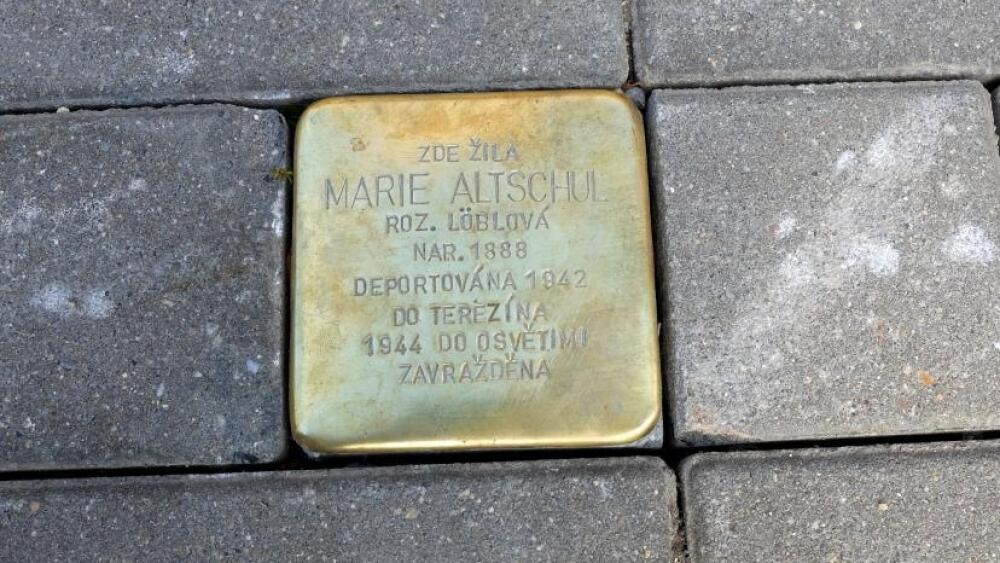 ZDE ŽILA
MARIE ALTSCHUL
ROZ. LÖBLOVÁ
NAR. 1888
DEPORTOVÁNA 1942
DO TEREZÍNA
1944 DO OSVĚTIMI
ZAVRAŽDĚNA